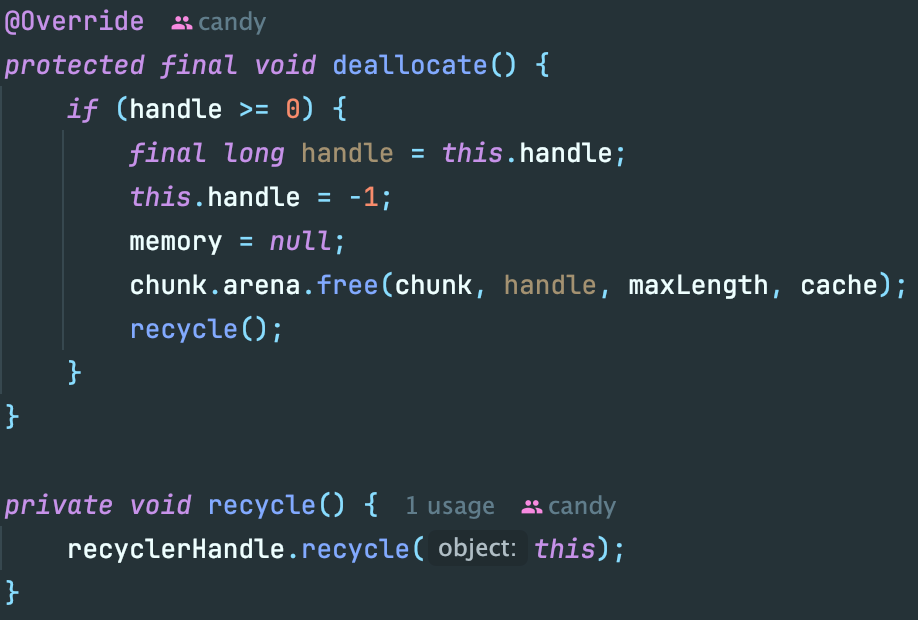 @Override candy
protected final void deallocate() {
if (handle >= 0) {
final long handle = this.handle;
this.handle = -1;
memory = null;
chunk.arena.free(chunk, handle, maxLength, cache);
recycle();
}
}
private void recycle() { 1 usage candy
recyclerHandle.recycle( object: this);
}